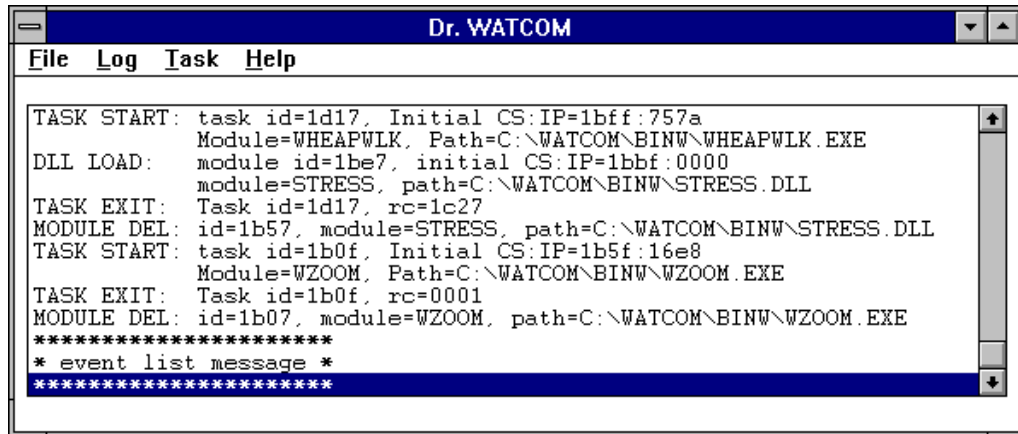 Dr. WATCOM
File Log Task Help
TASK START: task id=1d17, Initial CS:IP=1bff:757a
Module=WHEAPWLK, Path=C:\WATCOM\BINW\WHEAPWLK.EXE
DLL LOAD: module id=1be7, initial CS:IP=1bbf:0000
module=STRESS, path=C:\WATCOM\BINW\STRESS.DLL
TASK EXIT: Task id=1d17, rc=1c27
MODULE DEL: id=1b57, module=STRESS, path=C:\WATCOM\BINW\STRESS.DLL
TASK START: task id=1b0f, Initial CS:IP=1b5f:16e8
Module=WZOOM, Path=C:\WATCOM\BINW\WZOOM.EXE
TASK EXIT: Task id=1b0f, rc=0001
MODULE DEL: id=1b07, module=WZOOM, path=C:\WATCOM\BINW\WZOOM.EXE
**********************
* event list message *
**********************